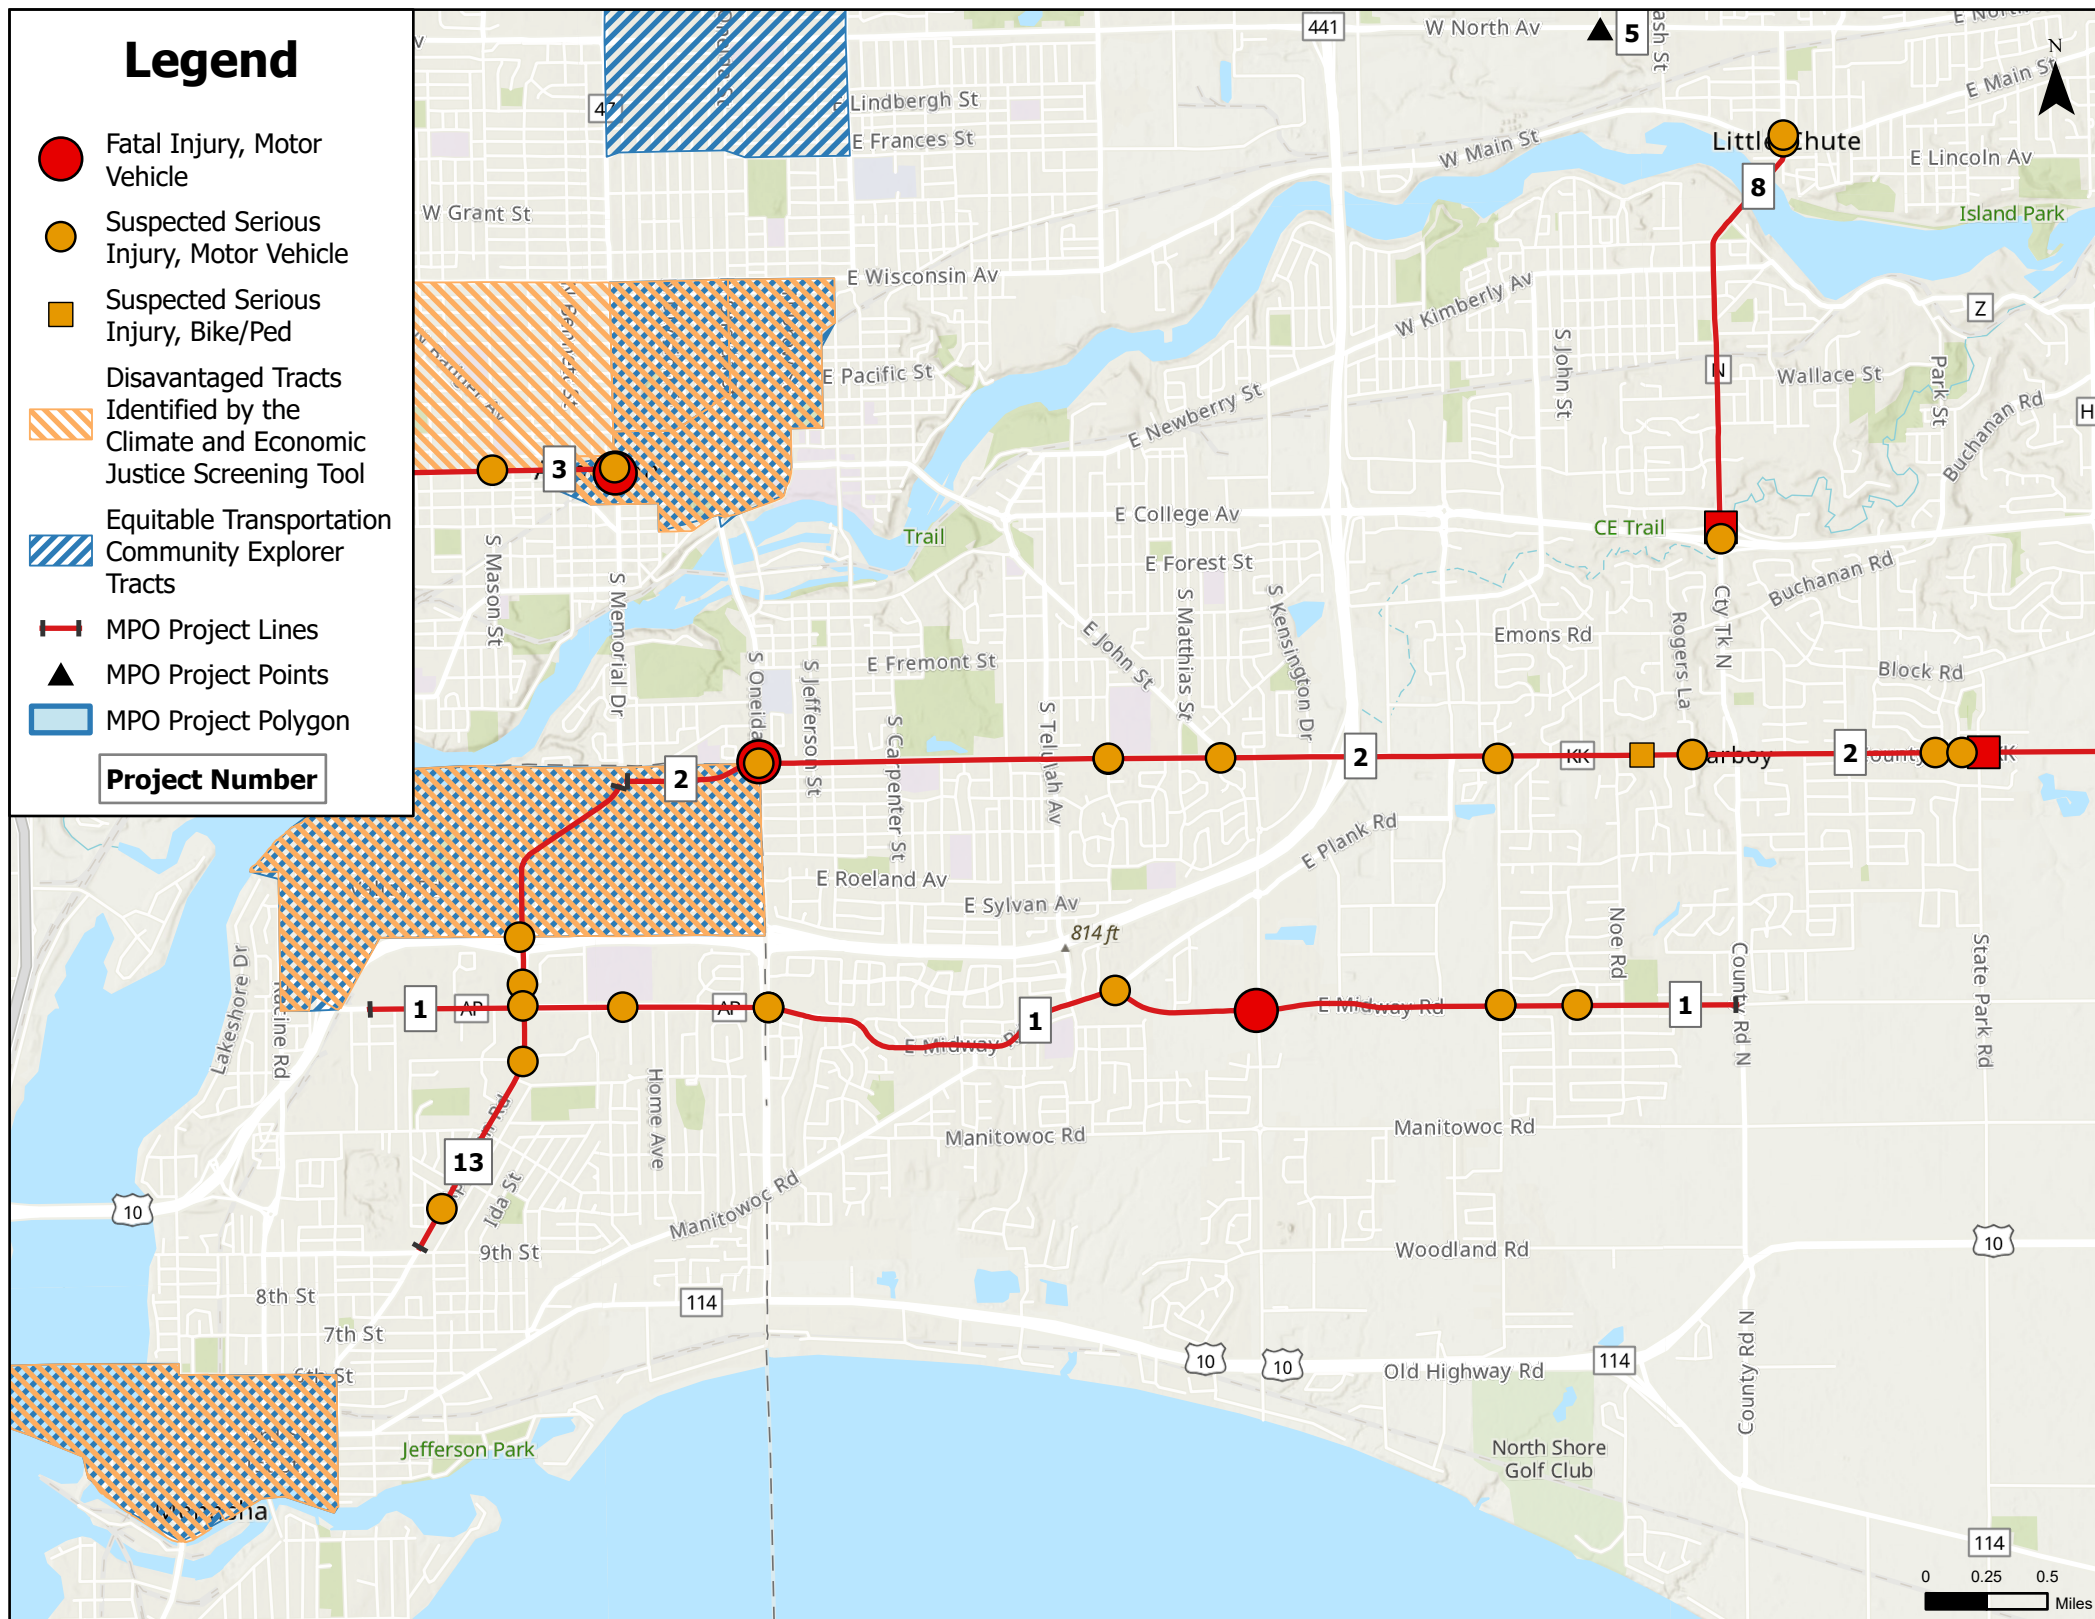 Legend
Fatal Injury, Motor
Vehicle
Suspected Serious
Injury, Motor Vehicle
Suspected Serious
Injury, Bike/Ped
Disavantaged Tracts
Identified by the
Climate and Economic
Justice Screening Tool
Equitable Transportation
Community Explorer
Tracts
MPO Project Lines
MPO Project Points
MPO Project Polygon
Project Number
441
W North Av
5
N
E Main St
47
E Lindbergh St
E Frances St
W Main St
Little Chute
E Lincoln Av
8
W Grant St
Island Park
E Wisconsin Av
W Kimberly Av
Z
S John St
E Pacific St
N
Wallace St
Park St
Buchanan Rd
H
E Newberry St
3
E College Av
CE Trail
Trail
S Mason St
E Forest St
S Memorial Dr
S Matthias St
S Kensington Dr
Cty Tk N
Buchanan Rd
Rogers La
Emons Rd
E John St
E Fremont St
Block Rd
S Oneida
S Jefferson St
S Carpenter St
S Telulah Av
2
2
KK
2
E Plank Rd
E Roeland Av
E Sylvan Av
814 ft
Noe Rd
County Rd N
State Park Rd
Lakeshore Dr
Racine Rd
1
AP
AP
1
E Midway Rd
1
E Midway
Home Ave
Manitowoc Rd
Manitowoc Rd
13
Ida St
Manitowoc Rd
10
9th St
Woodland Rd
10
8th St
114
7th St
6th St
10
10
Old Highway Rd
114
County Rd N
Jefferson Park
North Shore
Golf Club
Menasha
114
0 0.25 0.5
Miles